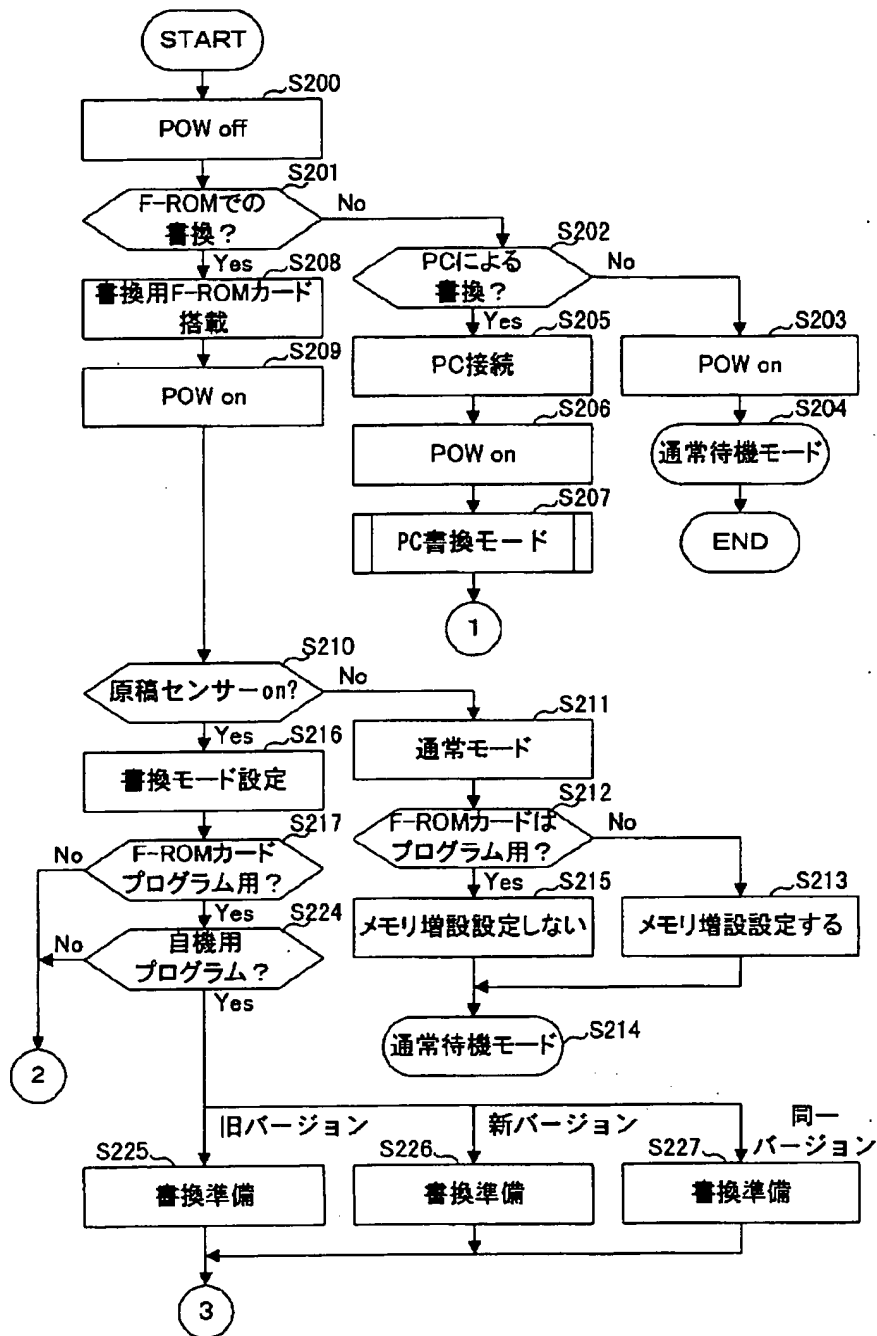 START
S200
POW off
S201
F-ROMでの
書換？
No
Yes
S202
PCによる
書換？
No
Yes
S208
書換用F-ROMカード
搭載
S205
PC接続
S203
POW on
S209
POW on
S206
POW on
S204
通常待機モード
S207
PC書換モード
END
1
S210
原稿センサーon?
No
Yes
S211
通常モード
S216
書換モード設定
S212
F-ROMカードは
プログラム用？
No
Yes
S217
F-ROMカード
プログラム用？
No
Yes
S215
メモリ増設設定しない
S213
メモリ増設設定する
S224
自機用
プログラム？
No
Yes
S214
通常待機モード
2
旧バージョン
新バージョン
同一
バージョン
S225
書換準備
S226
書換準備
S227
書換準備
3